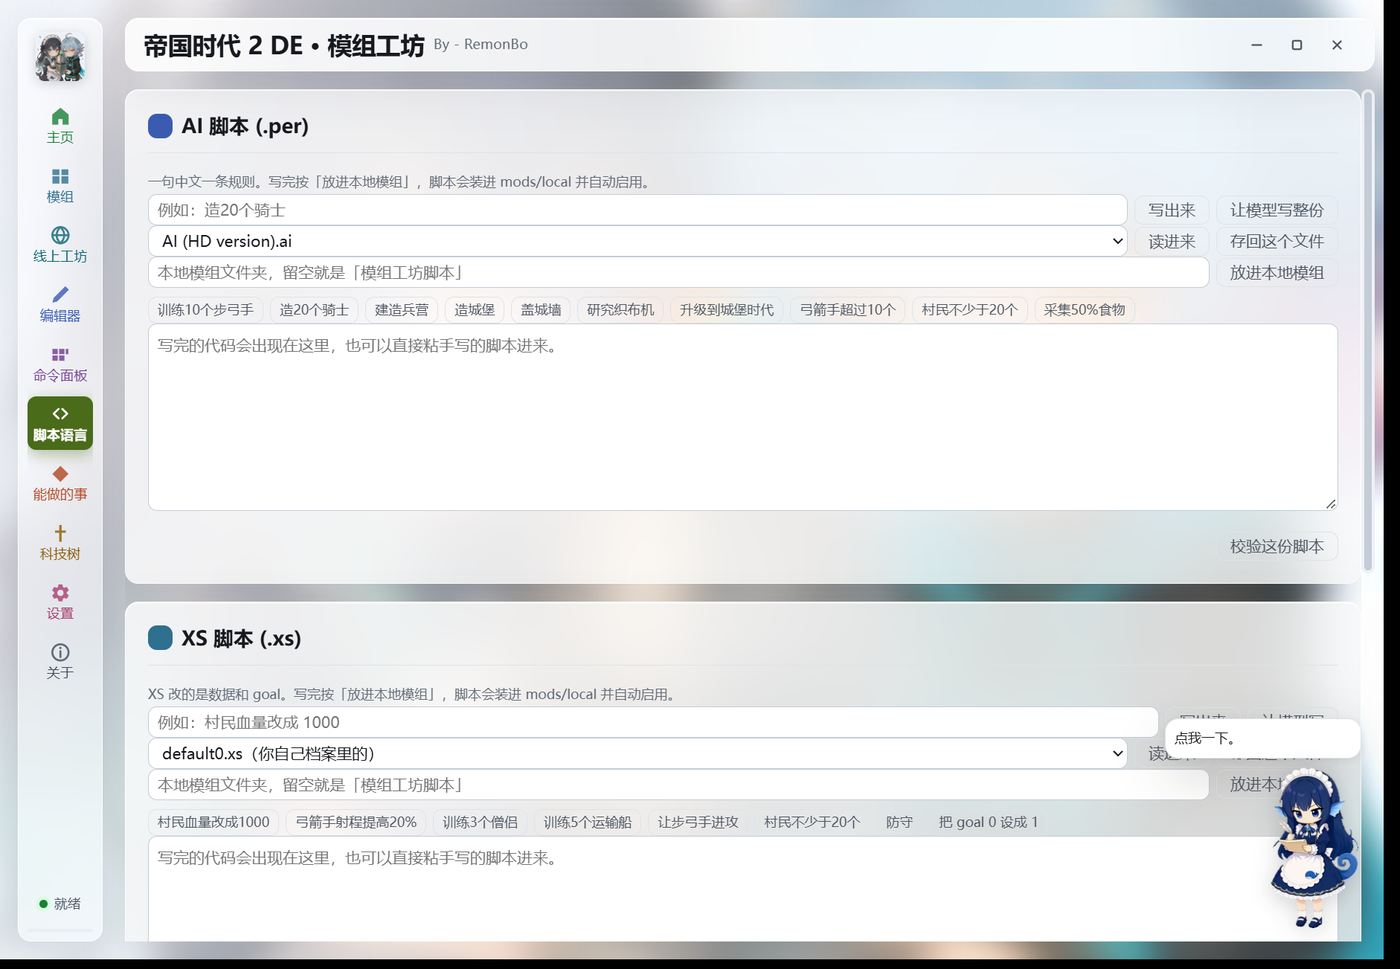 帝国时代 2 DE • 模组工坊 By - RemonBo
主页
模组
线上工坊
编辑器
命令面板
脚本语言
能做的事
科技树
设置
关于
就绪
AI 脚本 (.per)
一句中文一条规则。写完按「放进本地模组」，脚本会装进 mods/local 并自动启用。
例如：造20个骑士 写出来 让模型写整份
AI (HD version).ai 读进来 存回这个文件
本地模组文件夹，留空就是「模组工坊脚本」 放进本地模组
训练10个步弓手 造20个骑士 建造兵营 造城堡 盖城墙 研究织布机 升级到城堡时代 弓箭手超过10个 村民不少于20个 采集50%食物
写完的代码会出现在这里，也可以直接粘手写的脚本进来。
校验这份脚本
XS 脚本 (.xs)
XS 改的是数据和 goal。写完按「放进本地模组」，脚本会装进 mods/local 并自动启用。
例如：村民血量改成 1000
点我一下。
default0.xs（你自己档案里的） 读进来
本地模组文件夹，留空就是「模组工坊脚本」 放进本地
村民血量改成1000 弓箭手射程提高20% 训练3个僧侣 训练5个运输船 让步弓手进攻 村民不少于20个 防守 把 goal 0 设成 1
写完的代码会出现在这里，也可以直接粘手写的脚本进来。